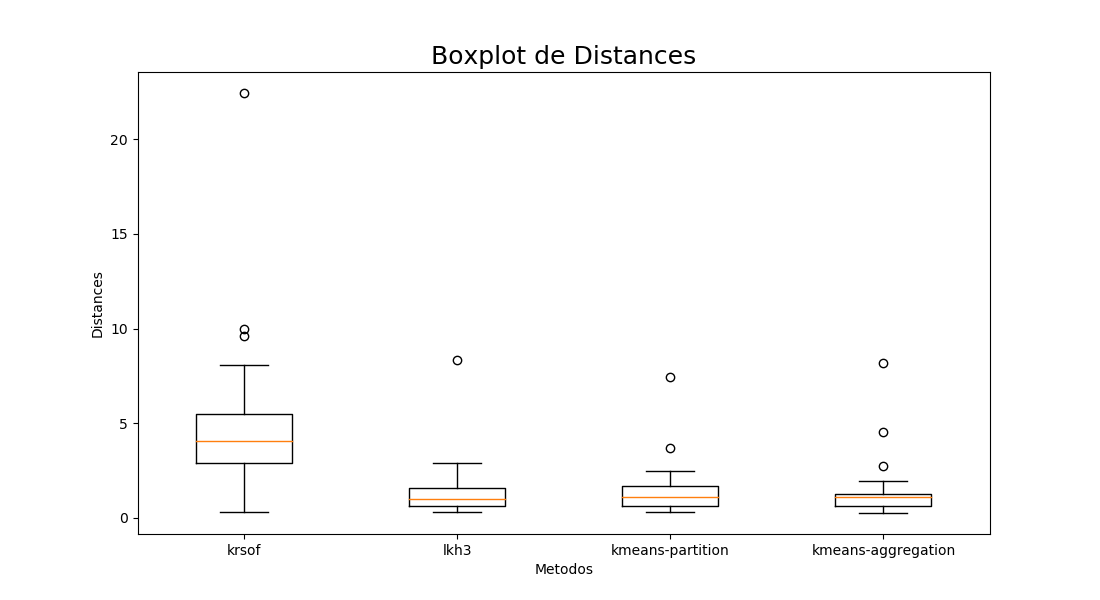 Boxplot de Distances
Distances
20
15
10
5
0
krsof lkh3 kmeans-partition kmeans-aggregation
Metodos